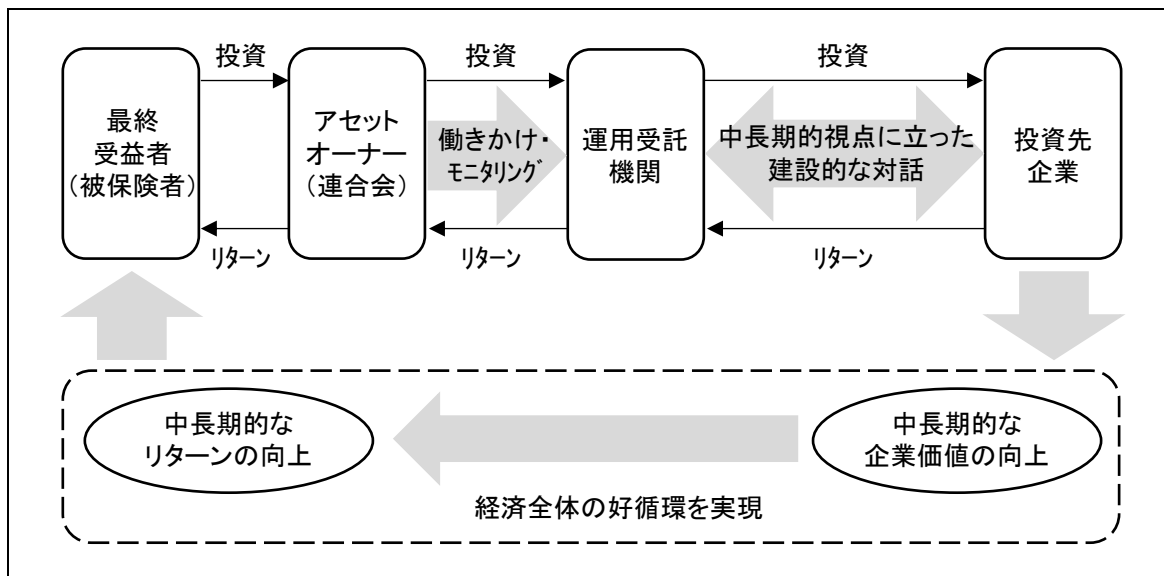 投資
投資
投資
最終
受益者
(被保険者)
アセット
オーナー
(連合会)
働きかけ・
ﾓﾆﾀﾘﾝｸﾞ
運用受託
機関
中長期的視点に立った
建設的な対話
投資先
企業
ﾘﾀｰﾝ
ﾘﾀｰﾝ
ﾘﾀｰﾝ
中長期的な
リターンの向上
中長期的な
企業価値の向上
経済全体の好循環を実現